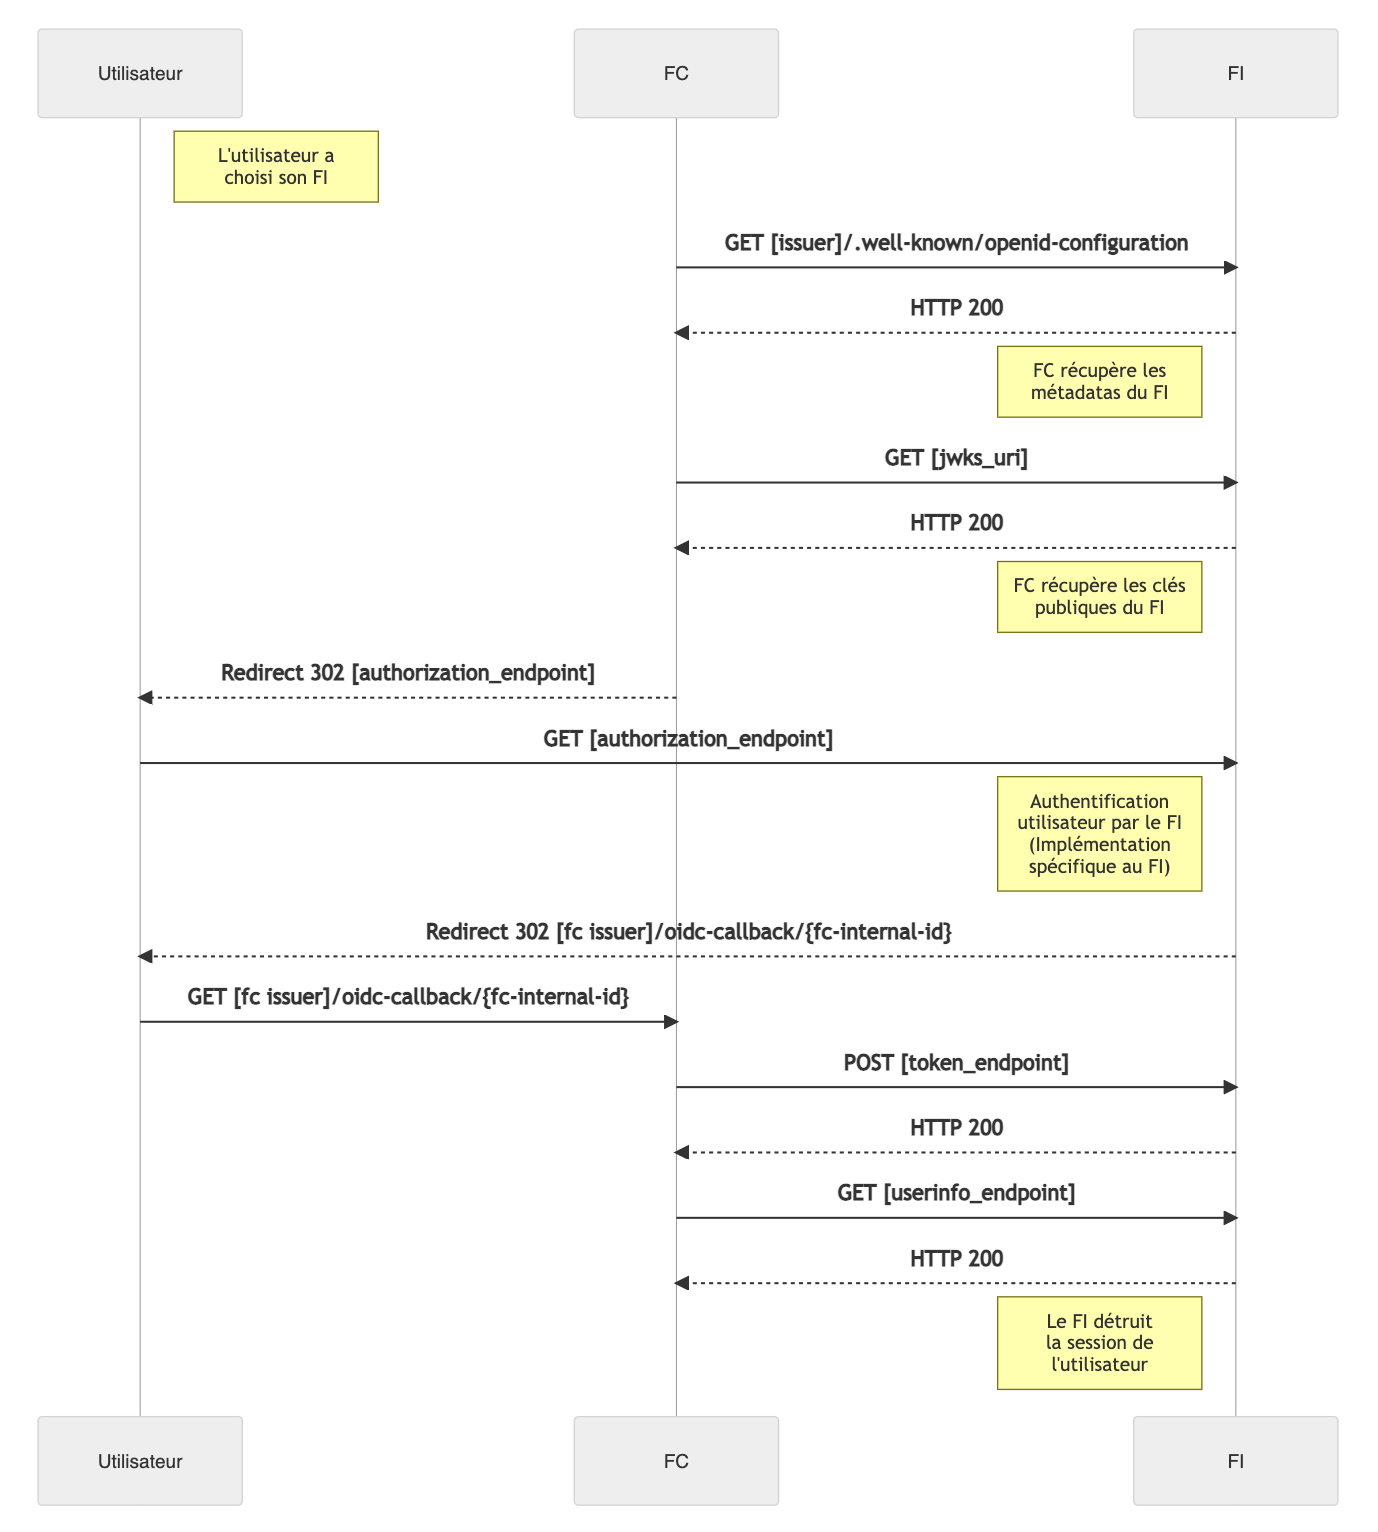 Utilisateur
FC
FI
L'utilisateur a
choisi son FI
GET [issuer]/.well-known/openid-configuration
HTTP 200
FC récupère les
métadatas du FI
GET [jwks_uri]
HTTP 200
FC récupère les clés
publiques du FI
Redirect 302 [authorization_endpoint]
GET [authorization_endpoint]
Authentification
utilisateur par le FI
(Implémentation
spécifique au FI)
Redirect 302 [fc issuer]/oidc-callback/{fc-internal-id}
GET [fc issuer]/oidc-callback/{fc-internal-id}
POST [token_endpoint]
HTTP 200
GET [userinfo_endpoint]
HTTP 200
Le FI détruit
la session de
l'utilisateur
Utilisateur
FC
FI